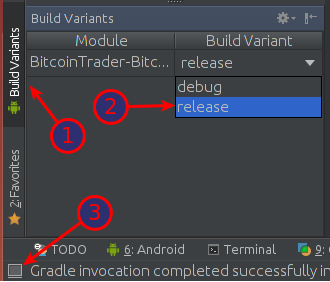 Build Variants
Build Variants
Module
Build Variant
BitcoinTrader-Bitc...
release
debug
release
1
2
3
2: Favorites
TODO
6: Android
Terminal
9:
Gradle invocation completed successfully in